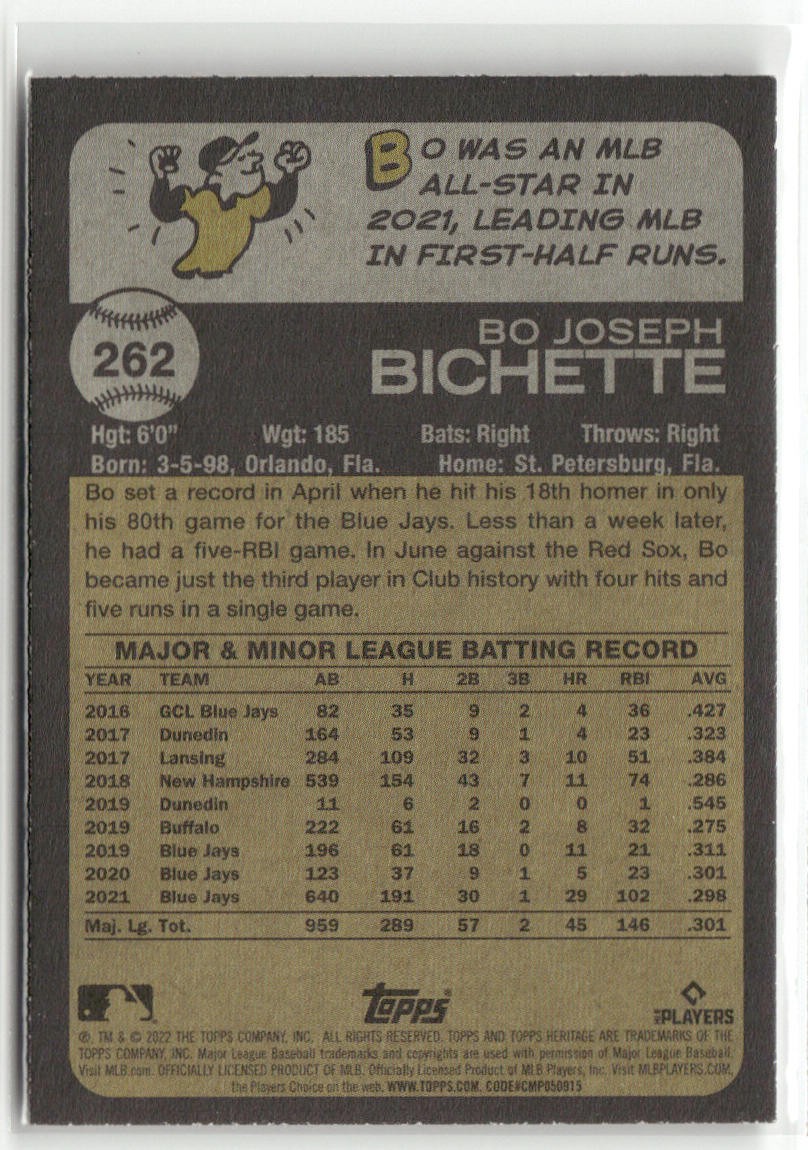 BO WAS AN MLB
ALL-STAR IN
2021, LEADING MLB
IN FIRST-HALF RUNS.
262
BO JOSEPH
BICHETTE
Hgt: 6'0" Wgt: 185 Bats: Right Throws: Right
Born: 3-5-98, Orlando, Fla. Home: St. Petersburg, Fla.
Bo set a record in April when he hit his 18th homer in only
his 80th game for the Blue Jays. Less than a week later,
he had a five-RBI game. In June against the Red Sox, Bo
became just the third player in Club history with four hits and
five runs in a single game.
MAJOR & MINOR LEAGUE BATTING RECORD
YEAR TEAM AB H 2B 3B HR RBI AVG
2016 GCL Blue Jays 82 35 9 2 4 36 .427
2017 Dunedin 164 53 9 1 4 23 .323
2017 Lansing 284 109 32 3 10 51 .384
2018 New Hampshire 539 154 43 7 11 74 .286
2019 Dunedin 11 6 2 0 0 1 .545
2019 Buffalo 222 61 16 2 8 32 .275
2019 Blue Jays 196 61 18 0 11 21 .311
2020 Blue Jays 123 37 9 1 5 23 .301
2021 Blue Jays 640 191 30 1 29 102 .298
Maj. Lg. Tot. 959 289 57 2 45 146 .301
Topps®
MLB PLAYERS
®, TM & © 2022 THE TOPPS COMPANY, INC. ALL RIGHTS RESERVED. TOPPS AND TOPPS HERITAGE ARE TRADEMARKS OF THE
TOPPS COMPANY, INC. Major League Baseball trademarks and copyrights are used with permission of Major League Baseball.
Visit MLB.com. OFFICIALLY LICENSED PRODUCT OF MLB. Officially Licensed Product of MLB Players, Inc. Visit MLBPLAYERS.COM,
the Players Choice on the web. WWW.TOPPS.COM. CODE#CMP050915